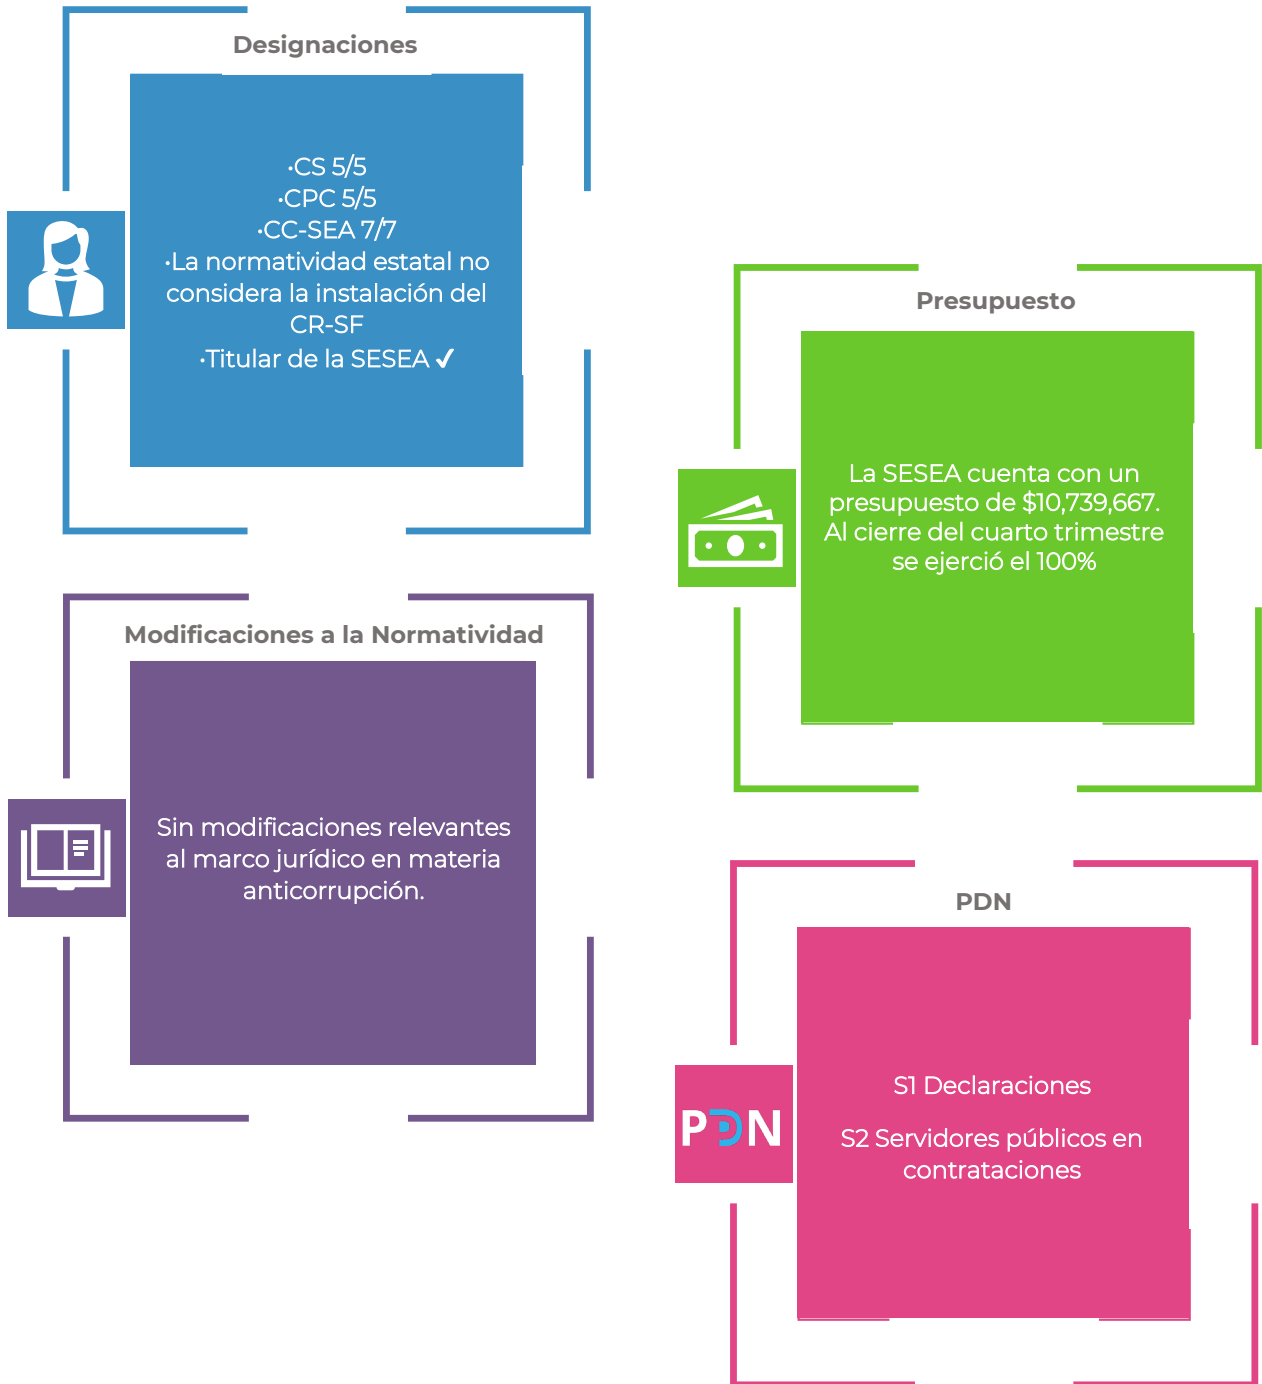 Designaciones
•CS 5/5
•CPC 5/5
•CC-SEA 7/7
•La normatividad estatal no
considera la instalación del
CR-SF
•Titular de la SESEA ✔
Presupuesto
La SESEA cuenta con un
presupuesto de $10,739,667.
Al cierre del cuarto trimestre
se ejerció el 100%
Modificaciones a la Normatividad
Sin modificaciones relevantes
al marco jurídico en materia
anticorrupción.
PDN
PDN
S1 Declaraciones
S2 Servidores públicos en
contrataciones